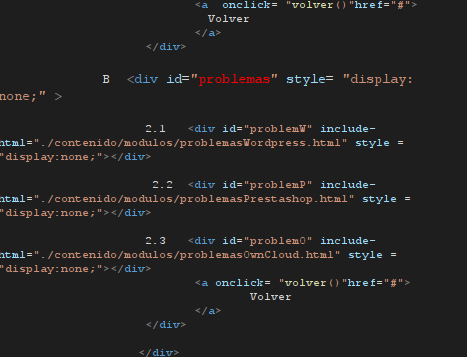 <a onclick= "volver()"href="#">
Volver
</a>
</div>
B <div id="problemas" style= "display:
none;" >
2.1 <div id="problemW" include-
html="./contenido/modulos/problemasWordpress.html" style =
"display:none;"></div>
2.2 <div id="problemP" include-
html="./contenido/modulos/problemasPrestashop.html" style =
"display:none;"></div>
2.3 <div id="problemO" include-
html="./contenido/modulos/problemasOwnCloud.html" style =
"display:none;"></div>
<a onclick= "volver()"href="#">
Volver
</a>
</div>
</div>